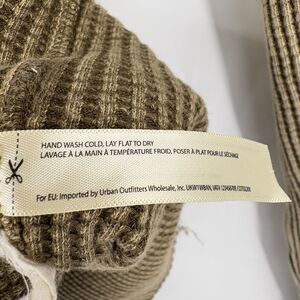 HAND WASH COLD, LAY FLAT TO DRY
LAVAGE À LA MAIN À TEMPÉRATURE FROID, POSER À PLAT POUR LE SÉCHAGE
For EU: Imported by Urban Outfitters Wholesale, Inc.